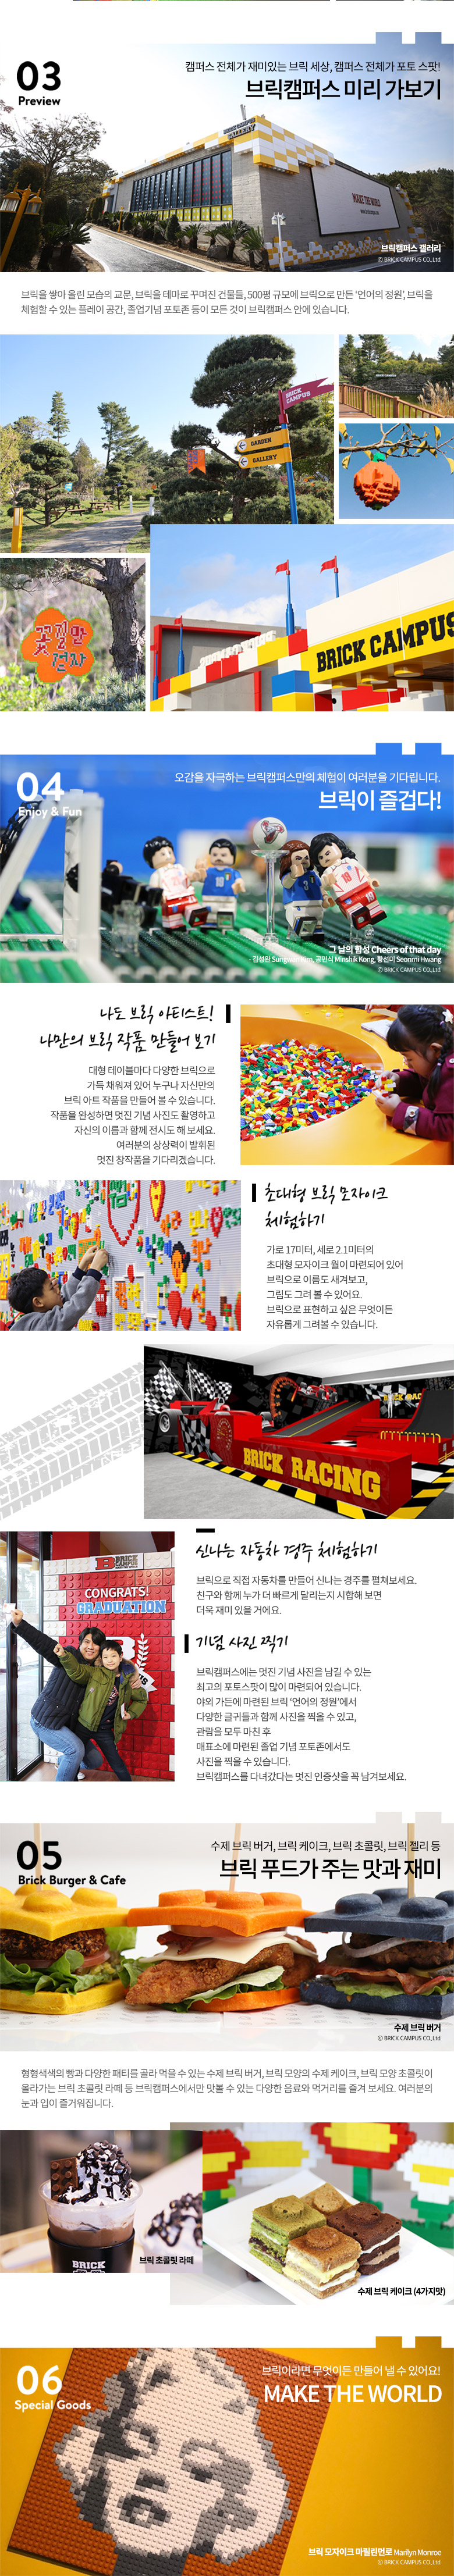 03
Preview
캠퍼스 전체가 재미있는 브릭 세상, 캠퍼스 전체가 포토 스팟!
브릭캠퍼스 미리 가보기
BRICK CAMPUS
GALLERY
MAKE THE WORLD
브릭캠퍼스 갤러리
© BRICK CAMPUS CO.,Ltd.
브릭을 쌓아 올린 모습의 교문, 브릭을 테마로 꾸며진 건물들, 500평 규모에 브릭으로 만든 ‘언어의 정원’, 브릭을
체험할 수 있는 플레이 공간, 졸업기념 포토존 등이 모든 것이 브릭캠퍼스 안에 있습니다.
BRICK
CAMPUS
GARDEN
GALLERY
꽃길만
걷자
BRICK CAMPUS
04
Enjoy & Fun
오감을 자극하는 브릭캠퍼스만의 체험이 여러분을 기다립니다.
브릭이 즐겁다!
그 날의 함성 Cheers of that day
- 김성완 Sungwan Kim, 공민식 Minshik Kong, 황선미 Seonmi Hwang
© BRICK CAMPUS CO.,Ltd.
나도 브릭 아티스트!
나만의 브릭 작품 만들어 보기
대형 테이블마다 다양한 브릭으로
가득 채워져 있어 누구나 자신만의
브릭 아트 작품을 만들어 볼 수 있습니다.
작품을 완성하면 멋진 기념 사진도 촬영하고
자신의 이름과 함께 전시도 해 보세요.
여러분의 상상력이 발휘된
멋진 창작품을 기다리겠습니다.
초대형 브릭 모자이크
체험하기
가로 17미터, 세로 2.1미터의
초대형 모자이크 월이 마련되어 있어
브릭으로 이름도 새겨보고,
그림도 그려 볼 수 있어요.
브릭으로 표현하고 싶은 무엇이든
자유롭게 그려볼 수 있습니다.
BRICK RACING
신나는 자동차 경주 체험하기
브릭으로 직접 자동차를 만들어 신나는 경주를 펼쳐보세요.
친구와 함께 누가 더 빠르게 달리는지 시합해 보면
더욱 재미 있을 거에요.
BRICK
CAMPUS
CONGRATS!
GRADUATION
기념 사진 찍기
브릭캠퍼스에는 멋진 기념 사진을 남길 수 있는
최고의 포토스팟이 많이 마련되어 있습니다.
야외 가든에 마련된 브릭 ‘언어의 정원’에서
다양한 글귀들과 함께 사진을 찍을 수 있고,
관람을 모두 마친 후
매표소에 마련된 졸업 기념 포토존에서도
사진을 찍을 수 있습니다.
브릭캠퍼스를 다녀갔다는 멋진 인증샷을 꼭 남겨보세요.
05
Brick Burger & Cafe
수제 브릭 버거, 브릭 케이크, 브릭 초콜릿, 브릭 젤리 등
브릭 푸드가 주는 맛과 재미
수제 브릭 버거
© BRICK CAMPUS CO.,Ltd.
형형색색의 빵과 다양한 패티를 골라 먹을 수 있는 수제 브릭 버거, 브릭 모양의 수제 케이크, 브릭 모양 초콜릿이
올라가는 브릭 초콜릿 라떼 등 브릭캠퍼스에서만 맛볼 수 있는 다양한 음료와 먹거리를 즐겨 보세요. 여러분의
눈과 입이 즐거워집니다.
BRICK
브릭 초콜릿 라떼
수제 브릭 케이크 (4가지맛)
06
Special Goods
브릭이라면 무엇이든 만들어 낼 수 있어요!
MAKE THE WORLD
브릭 모자이크 마릴린먼로 Marilyn Monroe
© BRICK CAMPUS CO.,Ltd.